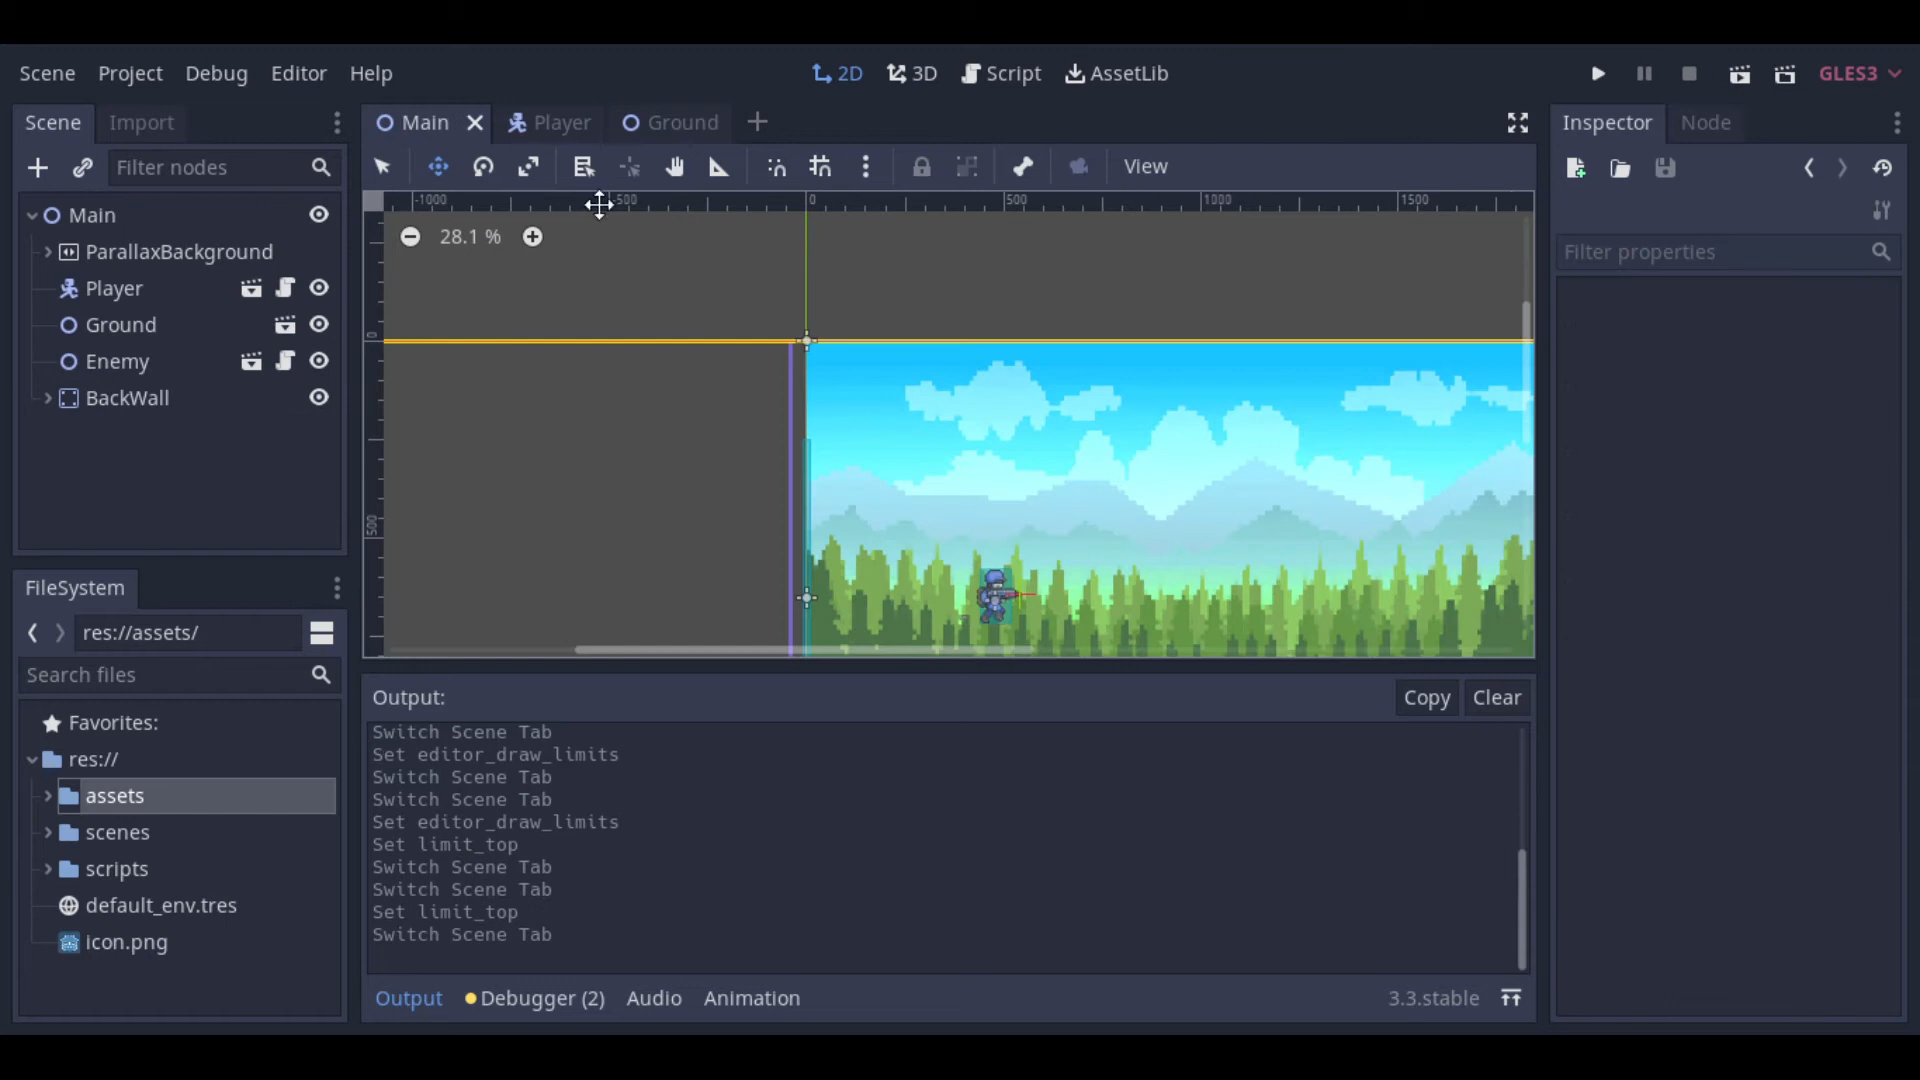 Scene Project Debug Editor Help 2D 3D Script AssetLib GLES3
Scene Import Main Player Ground Inspector Node
Filter nodes View
-1000 -500 0 500 1000 1500
Main
28.1 %
Filter properties
ParallaxBackground
Player
Ground
Enemy
BackWall
0
500
FileSystem
res://assets/
Search files
Favorites:
res://
assets
scenes
scripts
default_env.tres
icon.png
Output: Copy Clear
Switch Scene Tab
Set editor_draw_limits
Switch Scene Tab
Switch Scene Tab
Set editor_draw_limits
Set limit_top
Switch Scene Tab
Switch Scene Tab
Set limit_top
Switch Scene Tab
Output Debugger (2) Audio Animation 3.3.stable